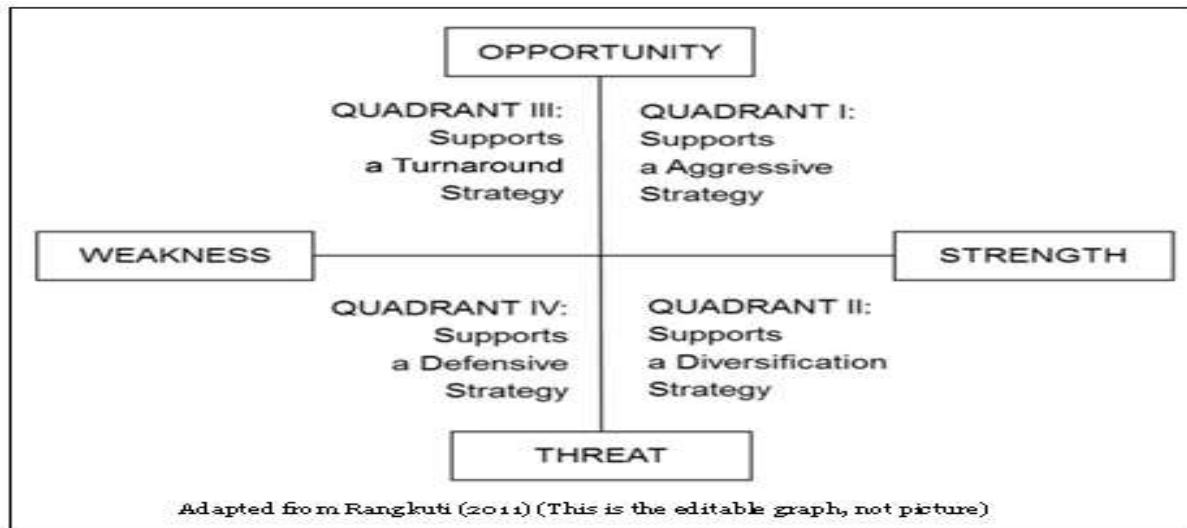 OPPORTUNITY
QUADRANT III:
Supports
a Turnaround
Strategy
QUADRANT I:
Supports
a Aggressive
Strategy
WEAKNESS
STRENGTH
QUADRANT IV:
Supports
a Defensive
Strategy
QUADRANT II:
Supports
a Diversification
Strategy
THREAT
Adapted from Rangkuti (2011) (This is the editable graph, not picture)